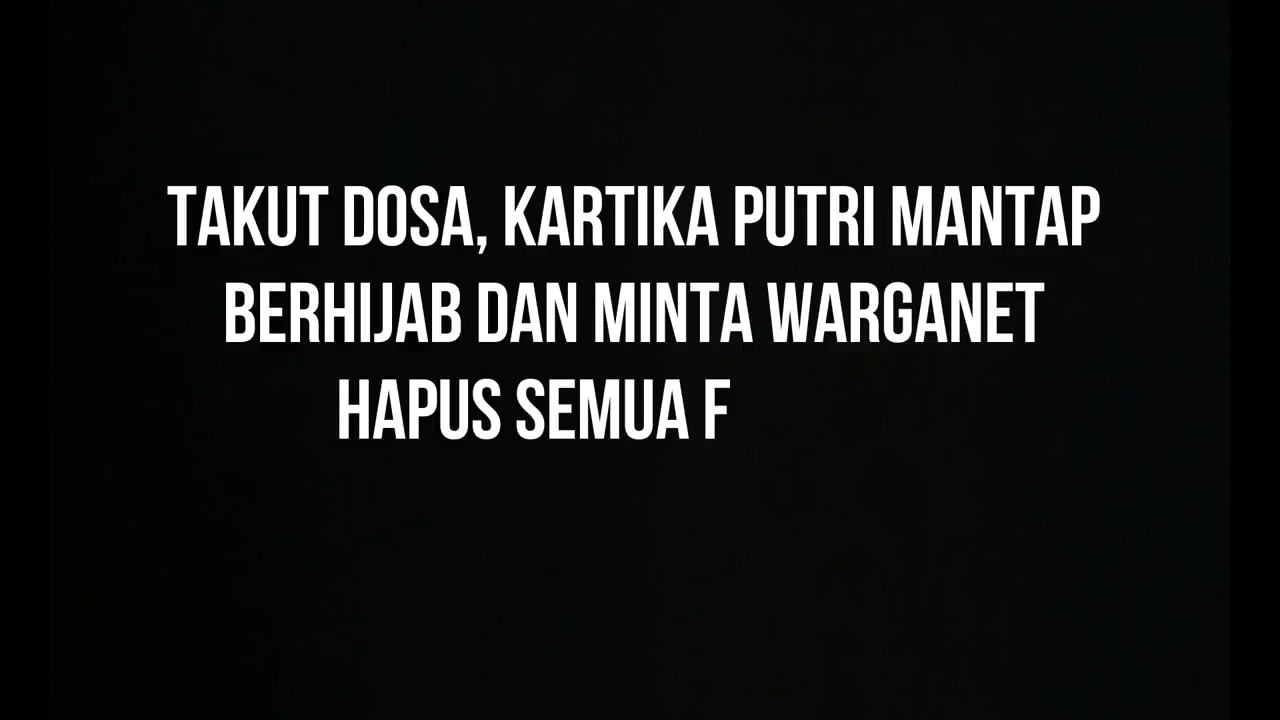 TAKUT DOSA, KARTIKA PUTRI MANTAP
BERHIJAB DAN MINTA WARGANET
HAPUS SEMUA F